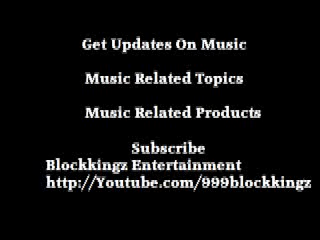 Get Updates On Music
Music Related Topics
Music Related Products
Subscribe
Blockkingz Entertainment
http://Youtube.com/999blockkingz